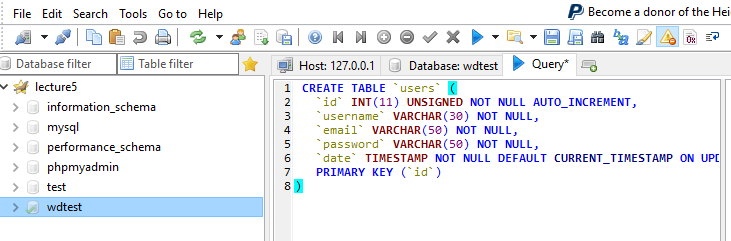 File Edit Search Tools Go to Help Become a donor of the Hei
Database filter Table filter Host: 127.0.0.1 Database: wdtest Query*
lecture5
information_schema
mysql
performance_schema
phpmyadmin
test
wdtest
1 CREATE TABLE `users` (
2 `id` INT(11) UNSIGNED NOT NULL AUTO_INCREMENT,
3 `username` VARCHAR(30) NOT NULL,
4 `email` VARCHAR(50) NOT NULL,
5 `password` VARCHAR(50) NOT NULL,
6 `date` TIMESTAMP NOT NULL DEFAULT CURRENT_TIMESTAMP ON UPD
7 PRIMARY KEY (`id`)
8 )